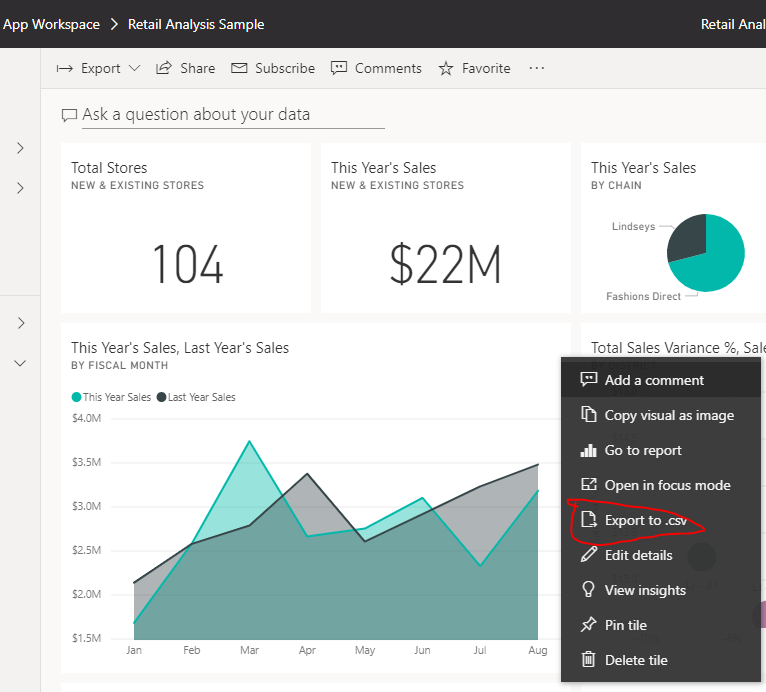 App Workspace > Retail Analysis Sample
Retail Anal
Export
Share
Subscribe
Comments
Favorite
Ask a question about your data
Total Stores
NEW & EXISTING STORES
104
This Year's Sales
NEW & EXISTING STORES
$22M
This Year's Sales
BY CHAIN
Lindseys
Fashions Direct
This Year's Sales, Last Year's Sales
BY FISCAL MONTH
This Year Sales
Last Year Sales
$4.0M
$3.5M
$3.0M
$2.5M
$2.0M
$1.5M
Jan Feb Mar Apr May Jun Jul Aug
Total Sales Variance %, Sale
Add a comment
Copy visual as image
Go to report
Open in focus mode
Export to .csv
Edit details
View insights
Pin tile
Delete tile